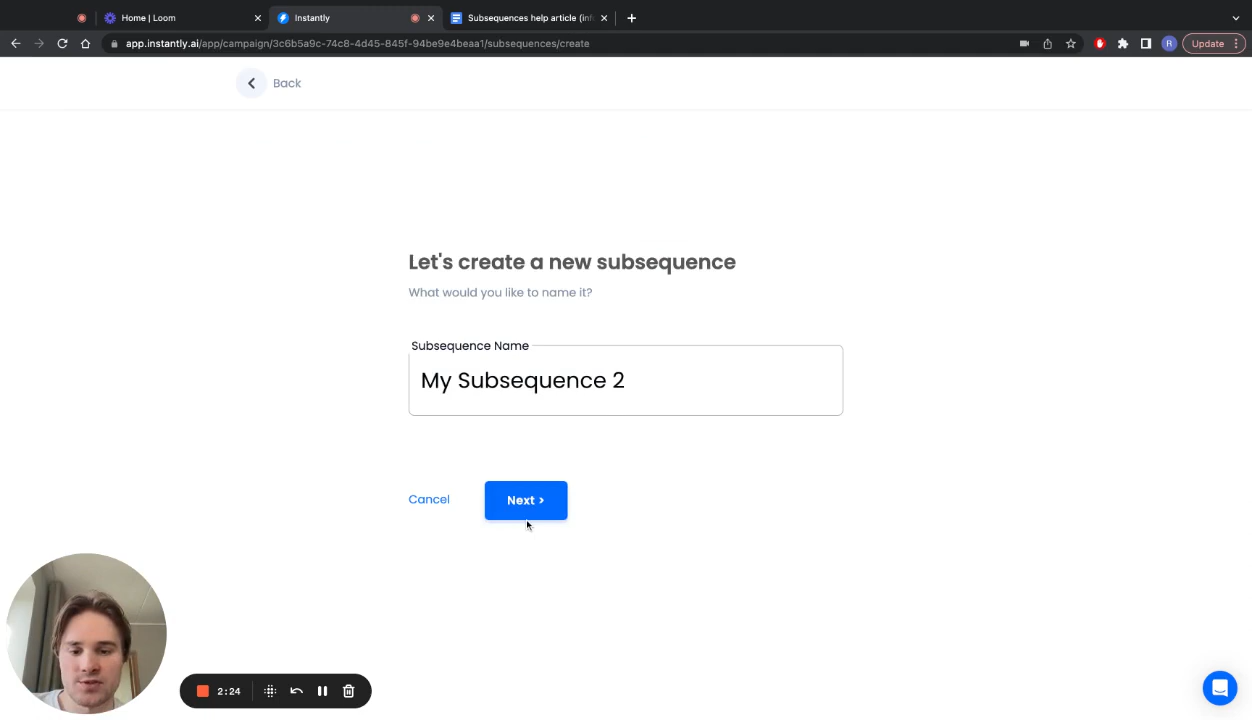 Home | Loom
Instantly
Subsequences help article (in
app.instantly.ai/app/campaign/3c6b5a9c-74c8-4d45-845f-94be9e4beaa1/subsequences/create
R
Update
Back
Let's create a new subsequence
What would you like to name it?
Subsequence Name
My Subsequence 2
Cancel
Next >
2:24